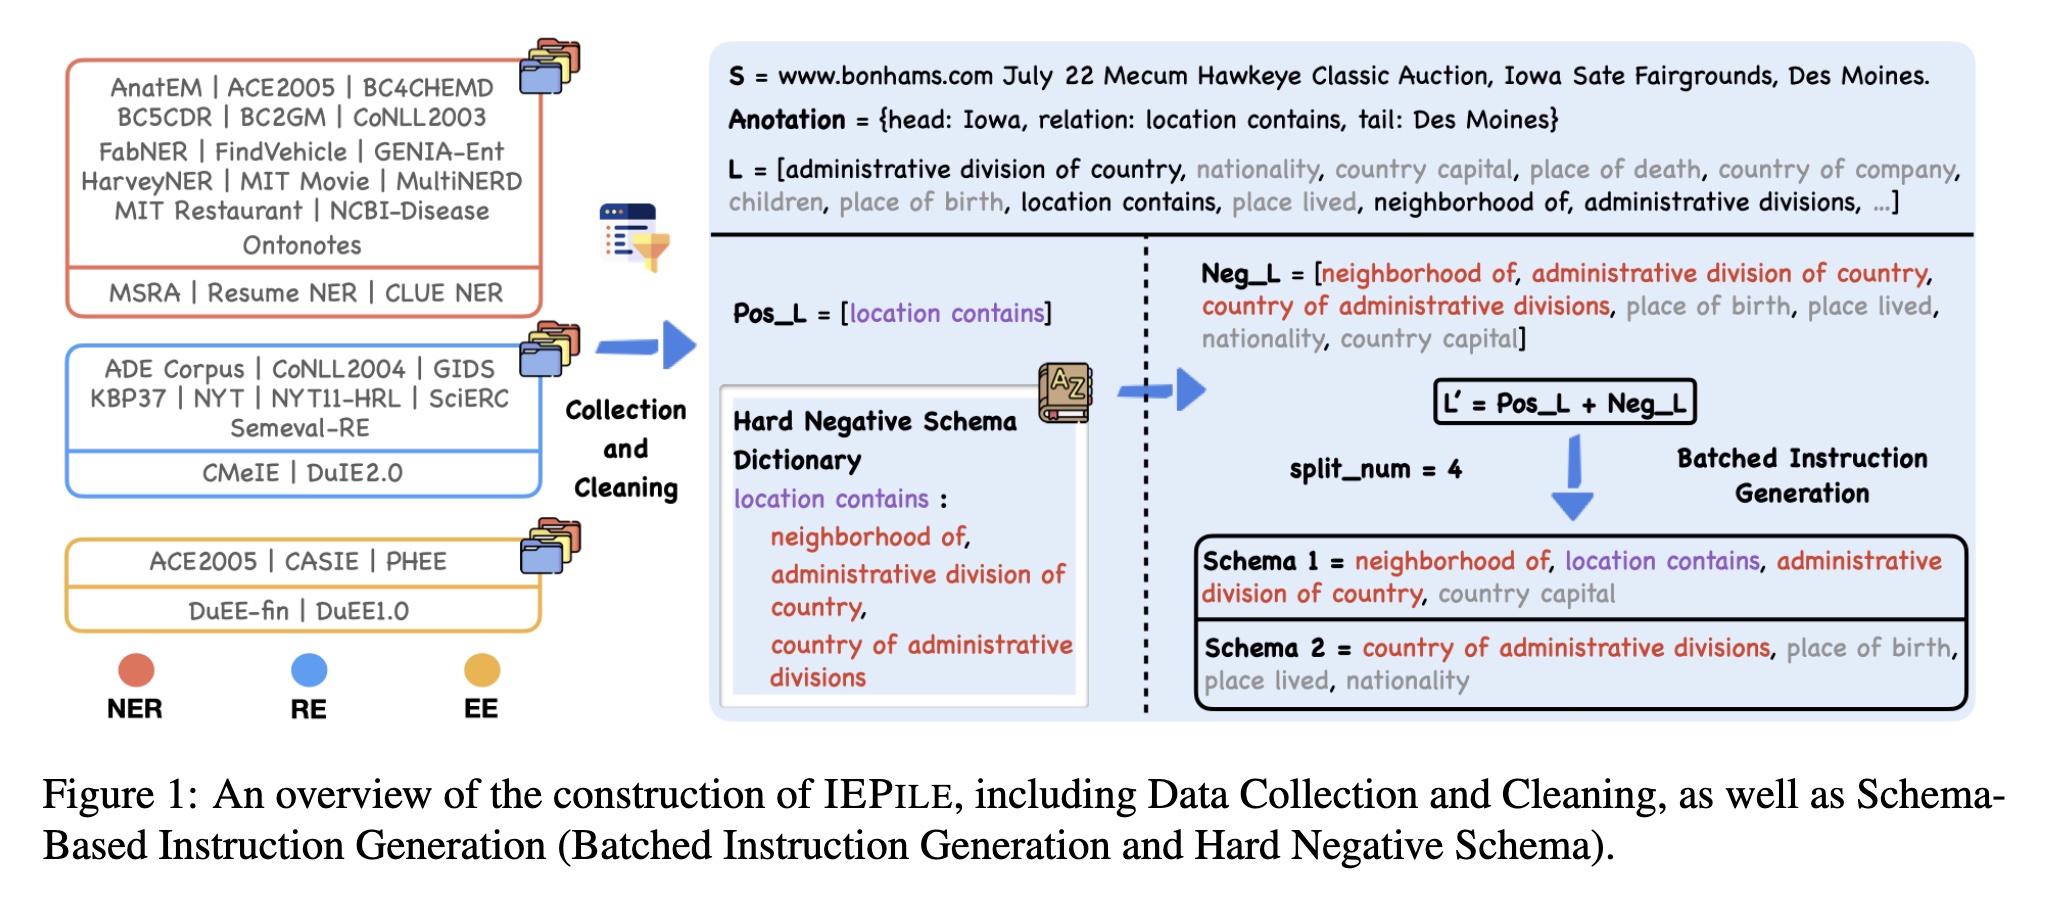 AnatEM | ACE2005 | BC4CHEMD
BC5CDR | BC2GM | CoNLL2003
FabNER | FindVehicle | GENIA-Ent
HarveyNER | MIT Movie | MultiNERD
MIT Restaurant | NCBI-Disease
Ontonotes
MSRA | Resume NER | CLUE NER
ADE Corpus | CoNLL2004 | GIDS
KBP37 | NYT | NYT11-HRL | SciERC
Semeval-RE
CMeIE | DuIE2.0
ACE2005 | CASIE | PHEE
DuEE-fin | DuEE1.0
NER
RE
EE
Collection
and
Cleaning
S = www.bonhams.com July 22 Mecum Hawkeye Classic Auction, Iowa Sate Fairgrounds, Des Moines.
Anotation = {head: Iowa, relation: location contains, tail: Des Moines}
L = [administrative division of country, nationality, country capital, place of death, country of company,
children, place of birth, location contains, place lived, neighborhood of, administrative divisions, ...]
Pos_L = [location contains]
AZ
Hard Negative Schema
Dictionary
location contains :
neighborhood of,
administrative division of
country,
country of administrative
divisions
Neg_L = [neighborhood of, administrative division of country,
country of administrative divisions, place of birth, place lived,
nationality, country capital]
L' = Pos_L + Neg_L
split_num = 4
Batched Instruction
Generation
Schema 1 = neighborhood of, location contains, administrative
division of country, country capital
Schema 2 = country of administrative divisions, place of birth,
place lived, nationality
Figure 1: An overview of the construction of IEPILE, including Data Collection and Cleaning, as well as Schema-
Based Instruction Generation (Batched Instruction Generation and Hard Negative Schema).